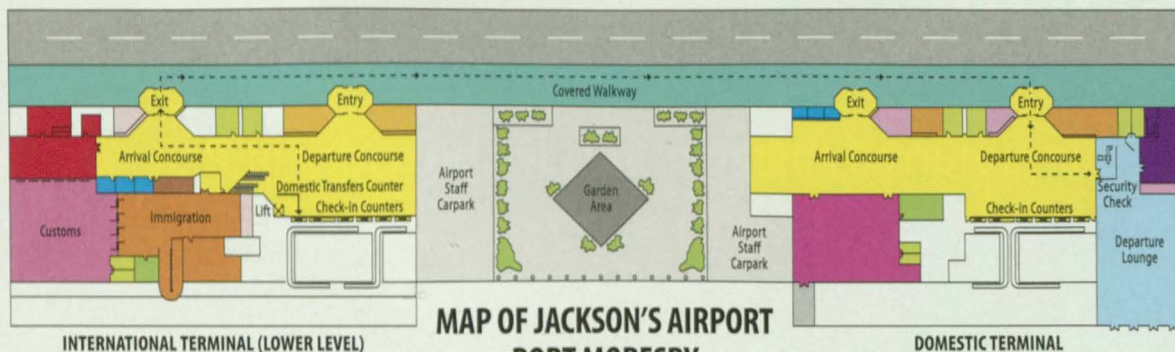 Covered Walkway
Exit
Entry
Exit
Entry
Arrival Concourse
Departure Concourse
Domestic Transfers Counter
Check-in Counters
Lift
Immigration
Customs
Airport
Staff
Carpark
Garden
Area
Airport
Staff
Carpark
Arrival Concourse
Departure Concourse
Check-in Counters
Security
Check
Departure
Lounge
INTERNATIONAL TERMINAL (LOWER LEVEL)
MAP OF JACKSON'S AIRPORT
PORT MORESBY
DOMESTIC TERMINAL